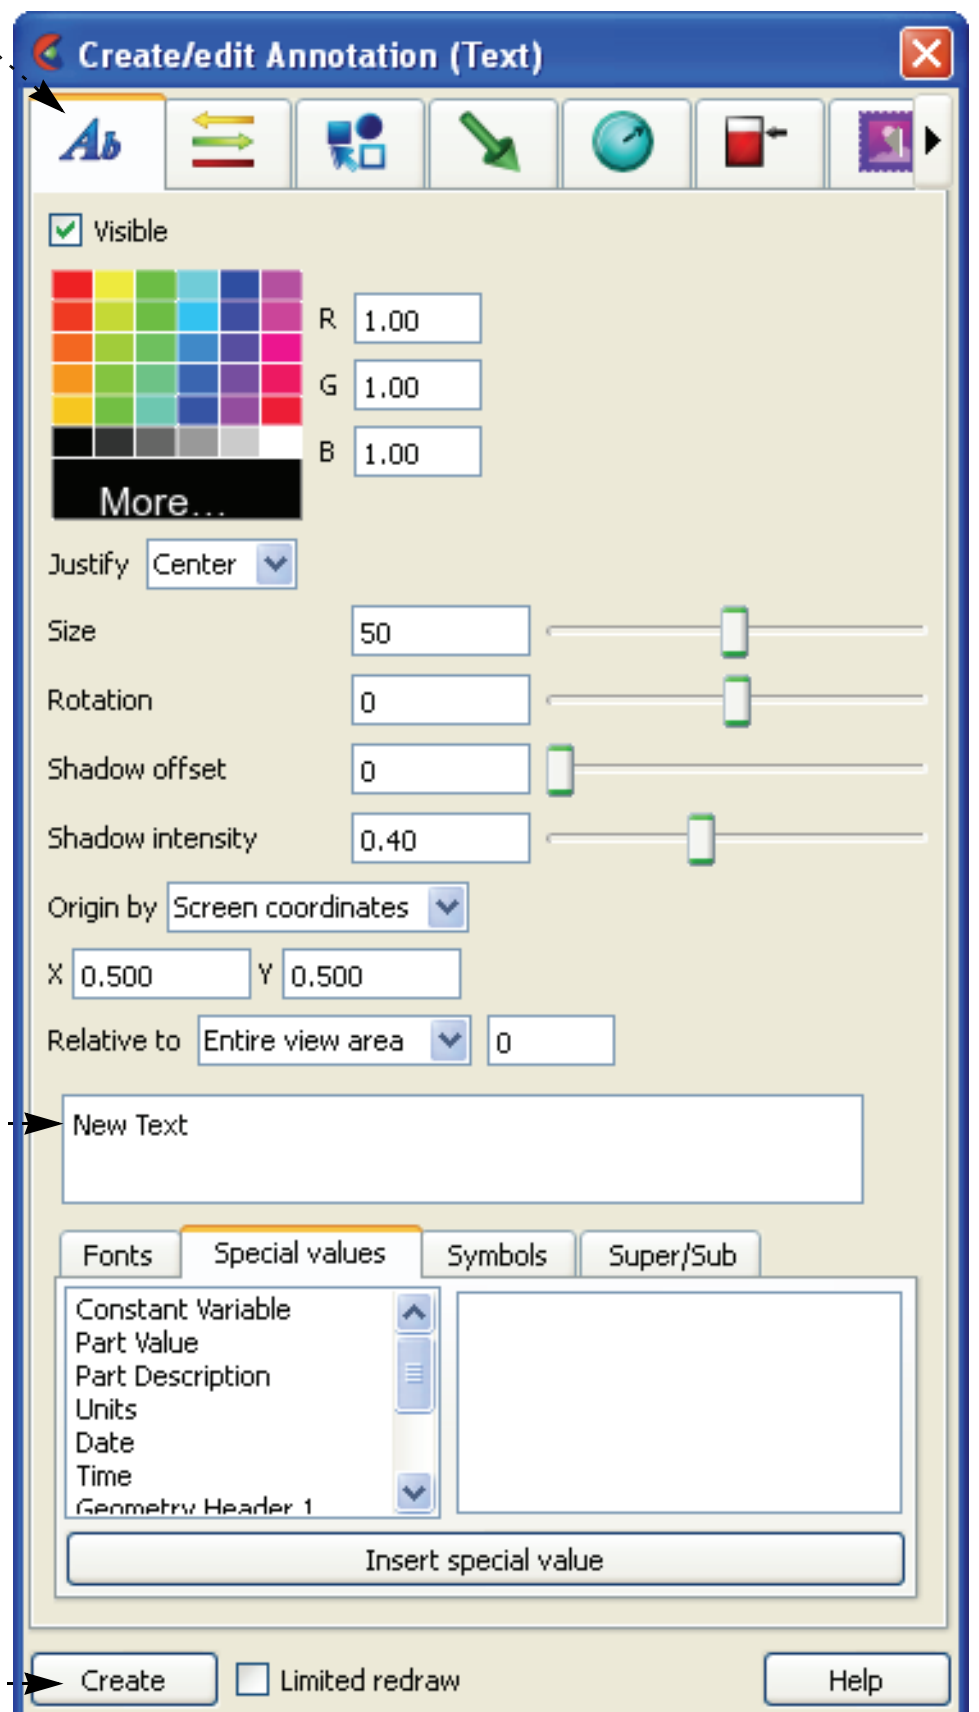 Create/edit Annotation (Text)
Ab
Visible
R 1.00
G 1.00
B 1.00
More...
Justify Center
Size 50
Rotation 0
Shadow offset 0
Shadow intensity 0.40
Origin by Screen coordinates
X 0.500 Y 0.500
Relative to Entire view area 0
New Text
Fonts Special values Symbols Super/Sub
Constant Variable
Part Value
Part Description
Units
Date
Time
Geometry Header 1
Insert special value
Create Limited redraw Help